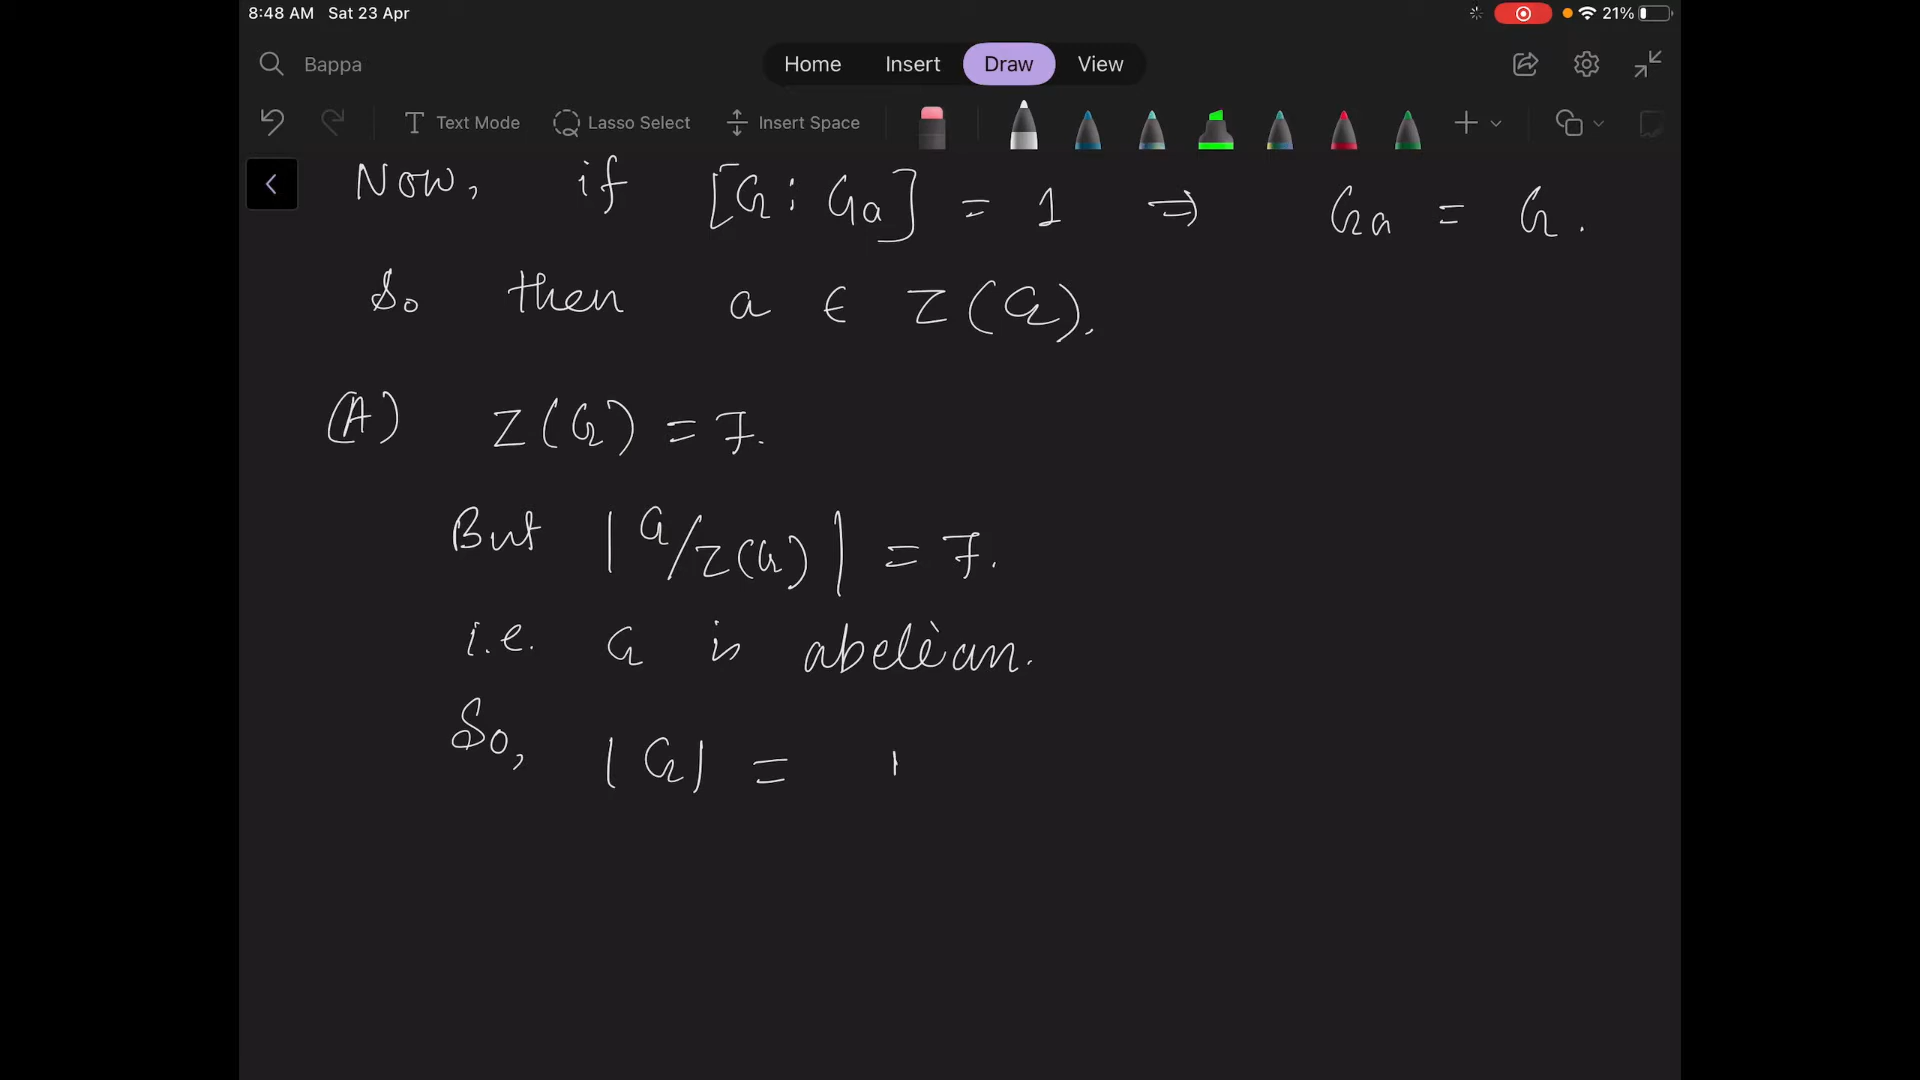 8:48 AM Sat 23 Apr 21%
Bappa Home Insert Draw View
Text Mode Lasso Select Insert Space
Now, if [G : Ga] = 1 ⇒ Ga = G.
So then a ∈ Z(G).
(A) Z(G) = 7.
But |G/Z(G)| = 7.
i.e. G is abelian.
So, |G| =